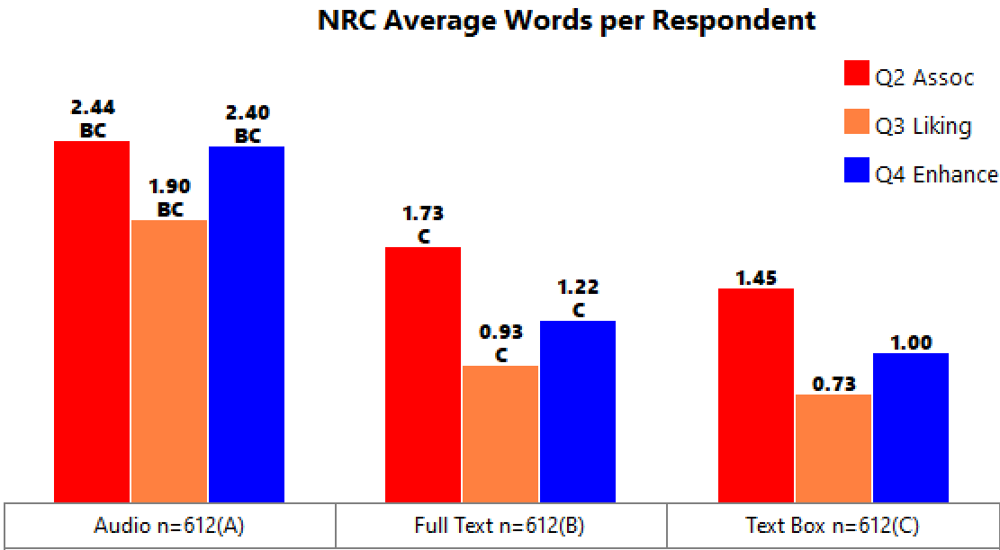 NRC Average Words per Respondent
Q2 Assoc
Q3 Liking
Q4 Enhance
2.44
BC
1.90
BC
2.40
BC
1.73
C
0.93
C
1.22
C
1.45
0.73
1.00
Audio n=612(A)
Full Text n=612(B)
Text Box n=612(C)